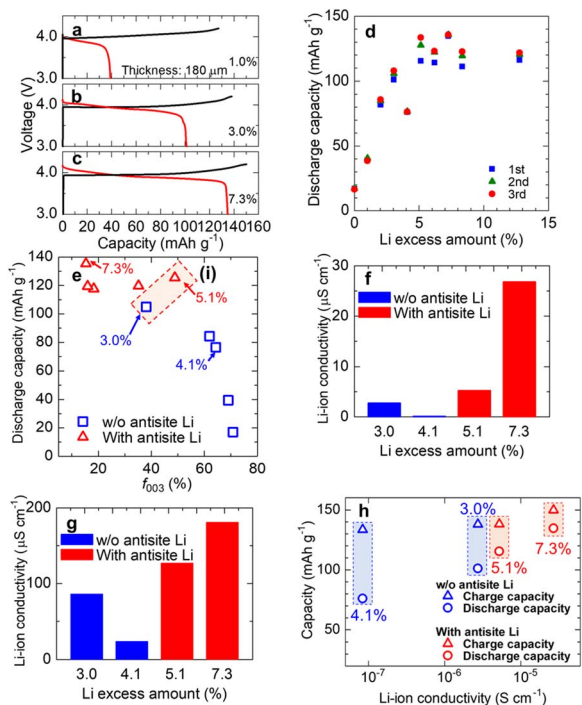 a
4.0
1.0%
Thickness: 180 μm
3.0
b
4.0
3.0%
3.0
c
4.0
7.3%
3.0
0 20 40 60 80 100120140160
Voltage (V)
Capacity (mAh g⁻¹)
d
150
100
50
0
0 5 10 15
Discharge capacity (mAh g⁻¹)
Li excess amount (%)
1st
2nd
3rd
e
(i)
140
120
100
80
60
40
20
0
20 40 60 80
7.3%
5.1%
3.0%
4.1%
w/o antisite Li
With antisite Li
Discharge capacity (mAh g⁻¹)
f₀₀₃ (%)
f
30
20
10
0
w/o antisite Li
With antisite Li
3.0 4.1 5.1 7.3
Li-ion conductivity (μS cm⁻¹)
Li excess amount (%)
g
200
100
0
w/o antisite Li
With antisite Li
3.0 4.1 5.1 7.3
Li-ion conductivity (μS cm⁻¹)
Li excess amount (%)
h
200
150
100
50
3.0%
5.1%
7.3%
4.1%
w/o antisite Li
Charge capacity
Discharge capacity
With antisite Li
Charge capacity
Discharge capacity
10⁻⁷ 10⁻⁶ 10⁻⁵
Capacity (mAh g⁻¹)
Li-ion conductivity (S cm⁻¹)